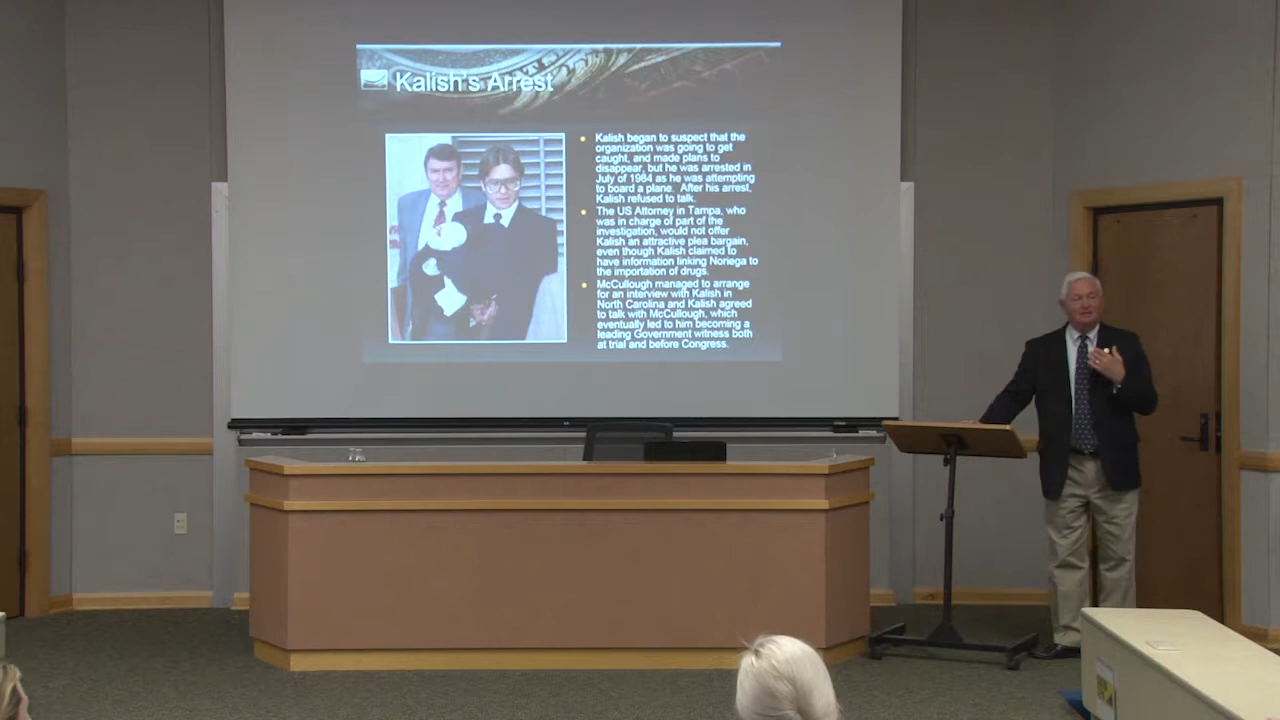 Kalish's Arrest
Kalish began to suspect that the
organization was going to get
caught, and made plans to
disappear, but he was arrested in
July of 1984 as he was attempting
to board a plane. After his arrest,
Kalish refused to talk.
The US Attorney in Tampa, who
was in charge of part of the
investigation, would not offer
Kalish an attractive plea bargain,
even though Kalish claimed to
have information linking Noriega to
the importation of drugs.
McCullough managed to arrange
for an interview with Kalish in
North Carolina and Kalish agreed
to talk with McCullough, which
eventually led to him becoming a
leading Government witness both
at trial and before Congress.